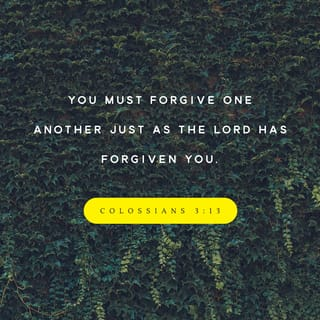 YOU MUST FORGIVE ONE
ANOTHER JUST AS THE LORD HAS
FORGIVEN YOU.
COLOSSIANS 3:13